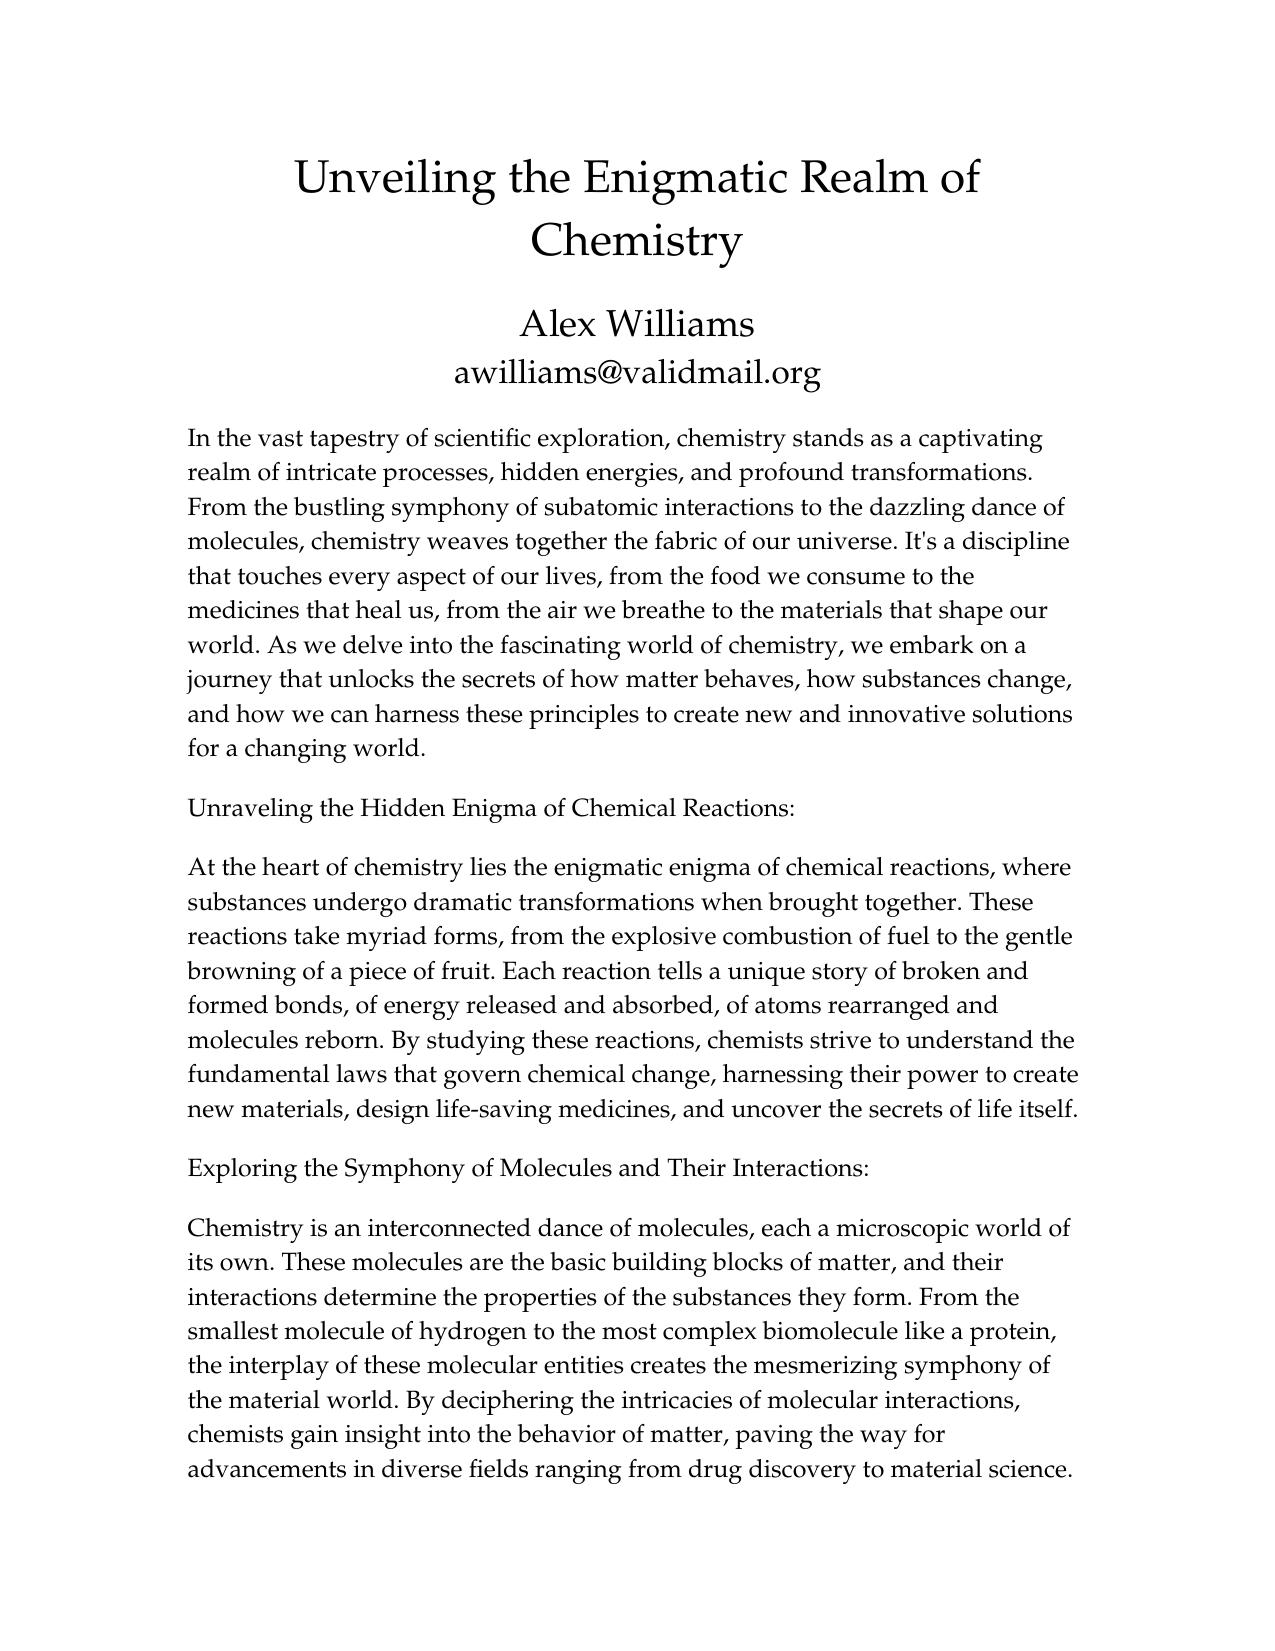 Unveiling the Enigmatic Realm of
Chemistry
Alex Williams
awilliams@validmail.org
In the vast tapestry of scientific exploration, chemistry stands as a captivating
realm of intricate processes, hidden energies, and profound transformations.
From the bustling symphony of subatomic interactions to the dazzling dance of
molecules, chemistry weaves together the fabric of our universe. It's a discipline
that touches every aspect of our lives, from the food we consume to the
medicines that heal us, from the air we breathe to the materials that shape our
world. As we delve into the fascinating world of chemistry, we embark on a
journey that unlocks the secrets of how matter behaves, how substances change,
and how we can harness these principles to create new and innovative solutions
for a changing world.
Unraveling the Hidden Enigma of Chemical Reactions:
At the heart of chemistry lies the enigmatic enigma of chemical reactions, where
substances undergo dramatic transformations when brought together. These
reactions take myriad forms, from the explosive combustion of fuel to the gentle
browning of a piece of fruit. Each reaction tells a unique story of broken and
formed bonds, of energy released and absorbed, of atoms rearranged and
molecules reborn. By studying these reactions, chemists strive to understand the
fundamental laws that govern chemical change, harnessing their power to create
new materials, design life-saving medicines, and uncover the secrets of life itself.
Exploring the Symphony of Molecules and Their Interactions:
Chemistry is an interconnected dance of molecules, each a microscopic world of
its own. These molecules are the basic building blocks of matter, and their
interactions determine the properties of the substances they form. From the
smallest molecule of hydrogen to the most complex biomolecule like a protein,
the interplay of these molecular entities creates the mesmerizing symphony of
the material world. By deciphering the intricacies of molecular interactions,
chemists gain insight into the behavior of matter, paving the way for
advancements in diverse fields ranging from drug discovery to material science.